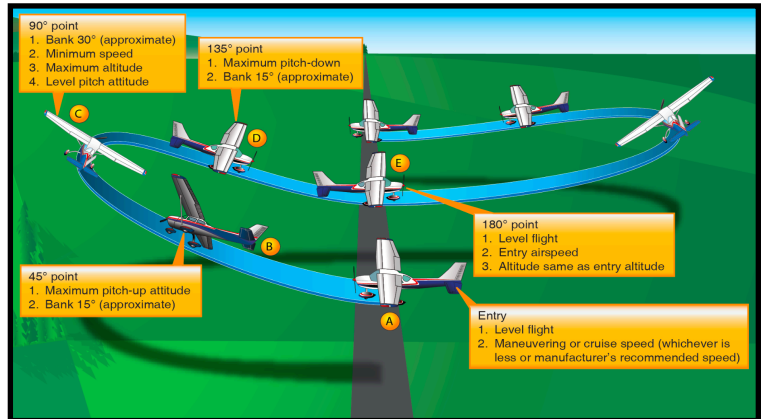 90° point
1. Bank 30° (approximate)
2. Minimum speed
3. Maximum altitude
4. Level pitch attitude
C
135° point
1. Maximum pitch-down
2. Bank 15° (approximate)
D
E
180° point
1. Level flight
2. Entry airspeed
3. Altitude same as entry altitude
B
45° point
1. Maximum pitch-up attitude
2. Bank 15° (approximate)
A
Entry
1. Level flight
2. Maneuvering or cruise speed (whichever is
less or manufacturer's recommended speed)